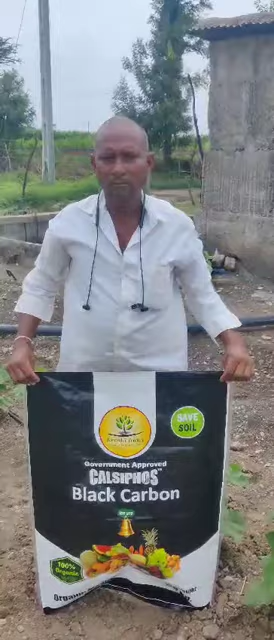 SAVE
SOIL
Government Approved
CALSIPHOS
Black Carbon
100%
Organic